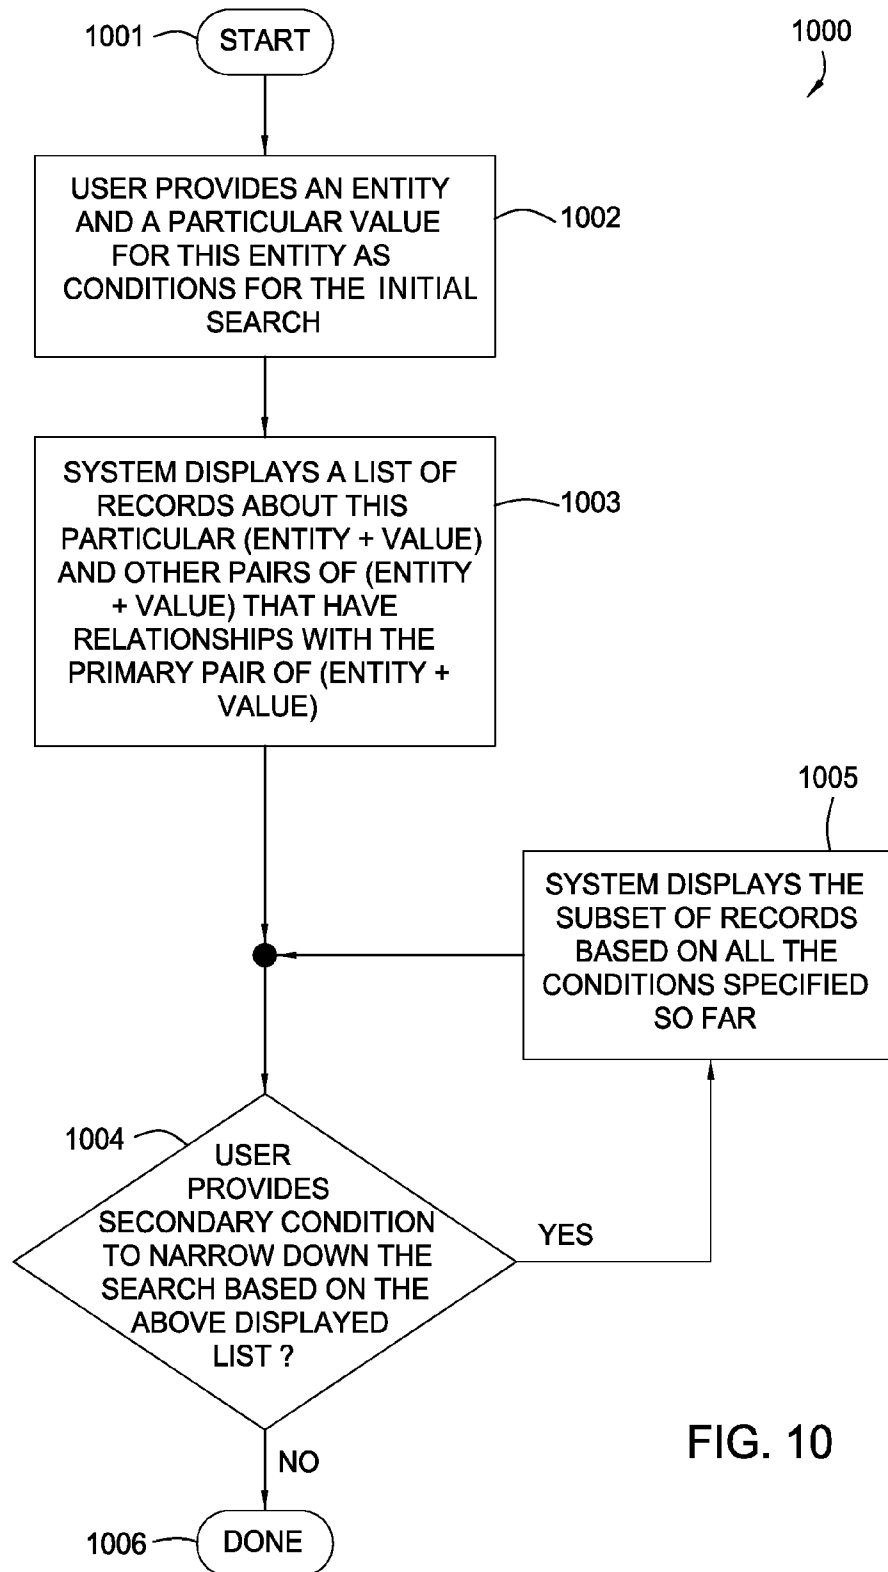 1001
START
1000
USER PROVIDES AN ENTITY
AND A PARTICULAR VALUE
FOR THIS ENTITY AS
CONDITIONS FOR THE INITIAL
SEARCH
1002
SYSTEM DISPLAYS A LIST OF
RECORDS ABOUT THIS
PARTICULAR (ENTITY + VALUE)
AND OTHER PAIRS OF (ENTITY
+ VALUE) THAT HAVE
RELATIONSHIPS WITH THE
PRIMARY PAIR OF (ENTITY +
VALUE)
1003
1005
SYSTEM DISPLAYS THE
SUBSET OF RECORDS
BASED ON ALL THE
CONDITIONS SPECIFIED
SO FAR
1004
USER
PROVIDES
SECONDARY CONDITION
TO NARROW DOWN THE
SEARCH BASED ON THE
ABOVE DISPLAYED
LIST ?
YES
NO
1006
DONE
FIG. 10